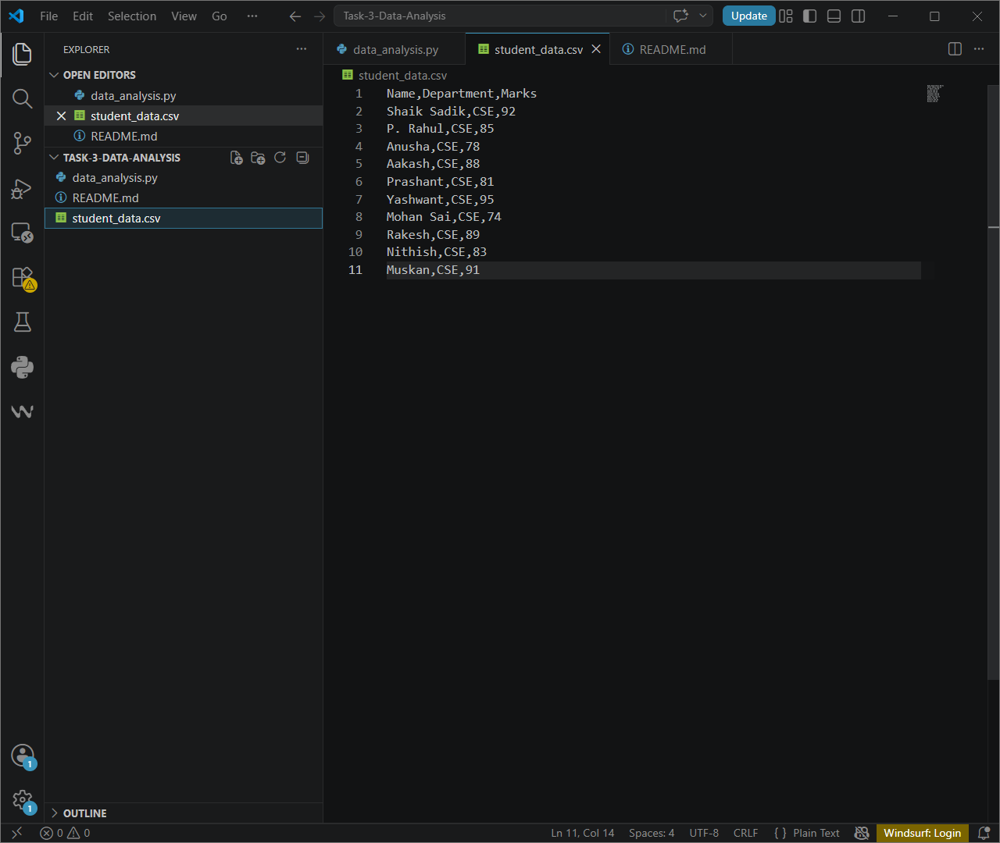 File Edit Selection View Go
Task-3-Data-Analysis
Update
EXPLORER
OPEN EDITORS
data_analysis.py
student_data.csv
README.md
TASK-3-DATA-ANALYSIS
data_analysis.py
README.md
student_data.csv
OUTLINE
data_analysis.py student_data.csv README.md
student_data.csv
1 Name,Department,Marks
2 Shaik Sadik,CSE,92
3 P. Rahul,CSE,85
4 Anusha,CSE,78
5 Aakash,CSE,88
6 Prashant,CSE,81
7 Yashwant,CSE,95
8 Mohan Sai,CSE,74
9 Rakesh,CSE,89
10 Nithish,CSE,83
11 Muskan,CSE,91
1
1
0 0 Ln 11, Col 14 Spaces: 4 UTF-8 CRLF { } Plain Text Windsurf: Login